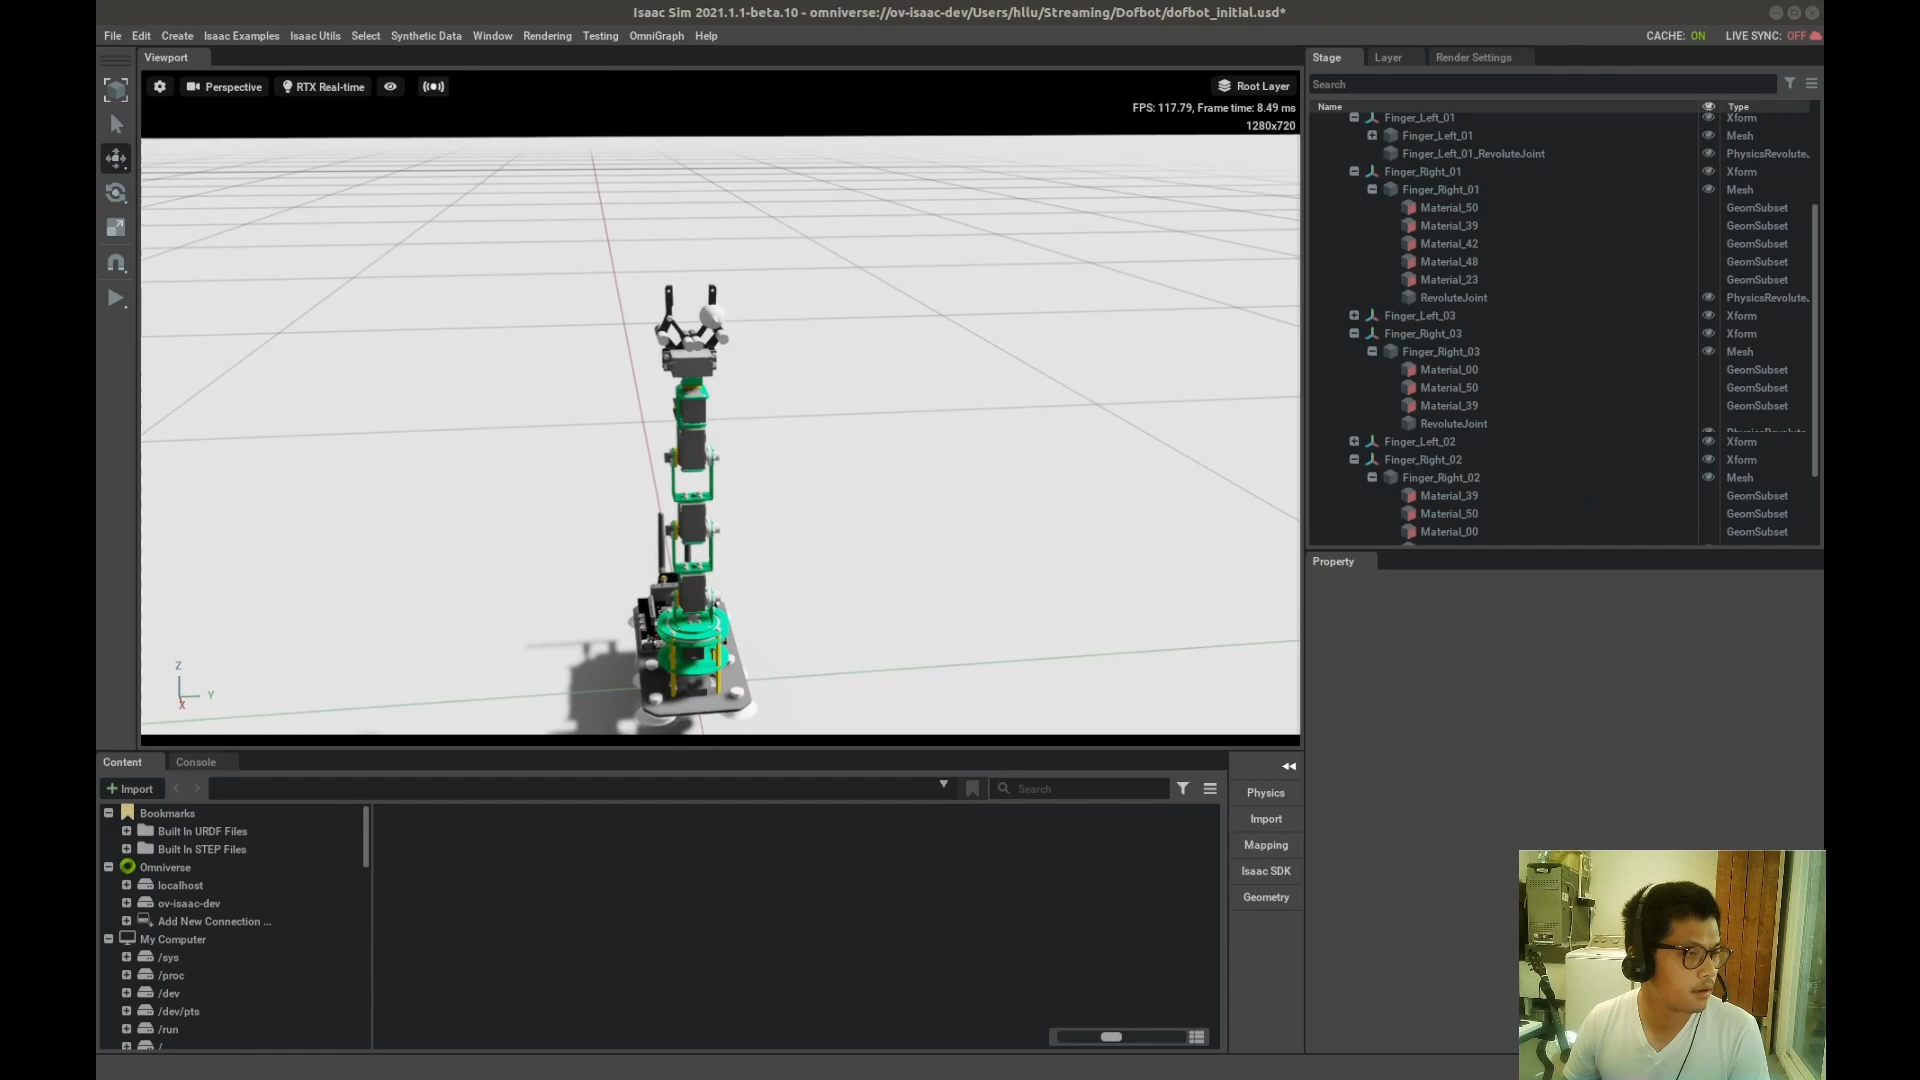 Isaac Sim 2021.1.1-beta.10 - omniverse://ov-isaac-dev/Users/hllu/Streaming/Dofbot/dofbot_initial.usd*
File Edit Create Isaac Examples Isaac Utils Select Synthetic Data Window Rendering Testing OmniGraph Help
CACHE: ON LIVE SYNC: OFF
Viewport
Perspective
RTX Real-time
Root Layer
FPS: 117.79, Frame time: 8.49 ms
1280x720
Z
Y
X
Stage Layer Render Settings
Search
Name Type
Finger_Left_01 Xform
Finger_Left_01 Mesh
Finger_Left_01_RevoluteJoint PhysicsRevolute.
Finger_Right_01 Xform
Finger_Right_01 Mesh
Material_50 GeomSubset
Material_39 GeomSubset
Material_42 GeomSubset
Material_48 GeomSubset
Material_23 GeomSubset
RevoluteJoint PhysicsRevolute.
Finger_Left_03 Xform
Finger_Right_03 Xform
Finger_Right_03 Mesh
Material_00 GeomSubset
Material_50 GeomSubset
Material_39 GeomSubset
RevoluteJoint
Finger_Left_02 Xform
Finger_Right_02 Xform
Finger_Right_02 Mesh
Material_39 GeomSubset
Material_50 GeomSubset
Material_00 GeomSubset
Property
Content Console
+ Import
Search
Bookmarks
Built In URDF Files
Built In STEP Files
Omniverse
localhost
ov-isaac-dev
Add New Connection ...
My Computer
/sys
/proc
/dev
/dev/pts
/run
/
Physics
Import
Mapping
Isaac SDK
Geometry